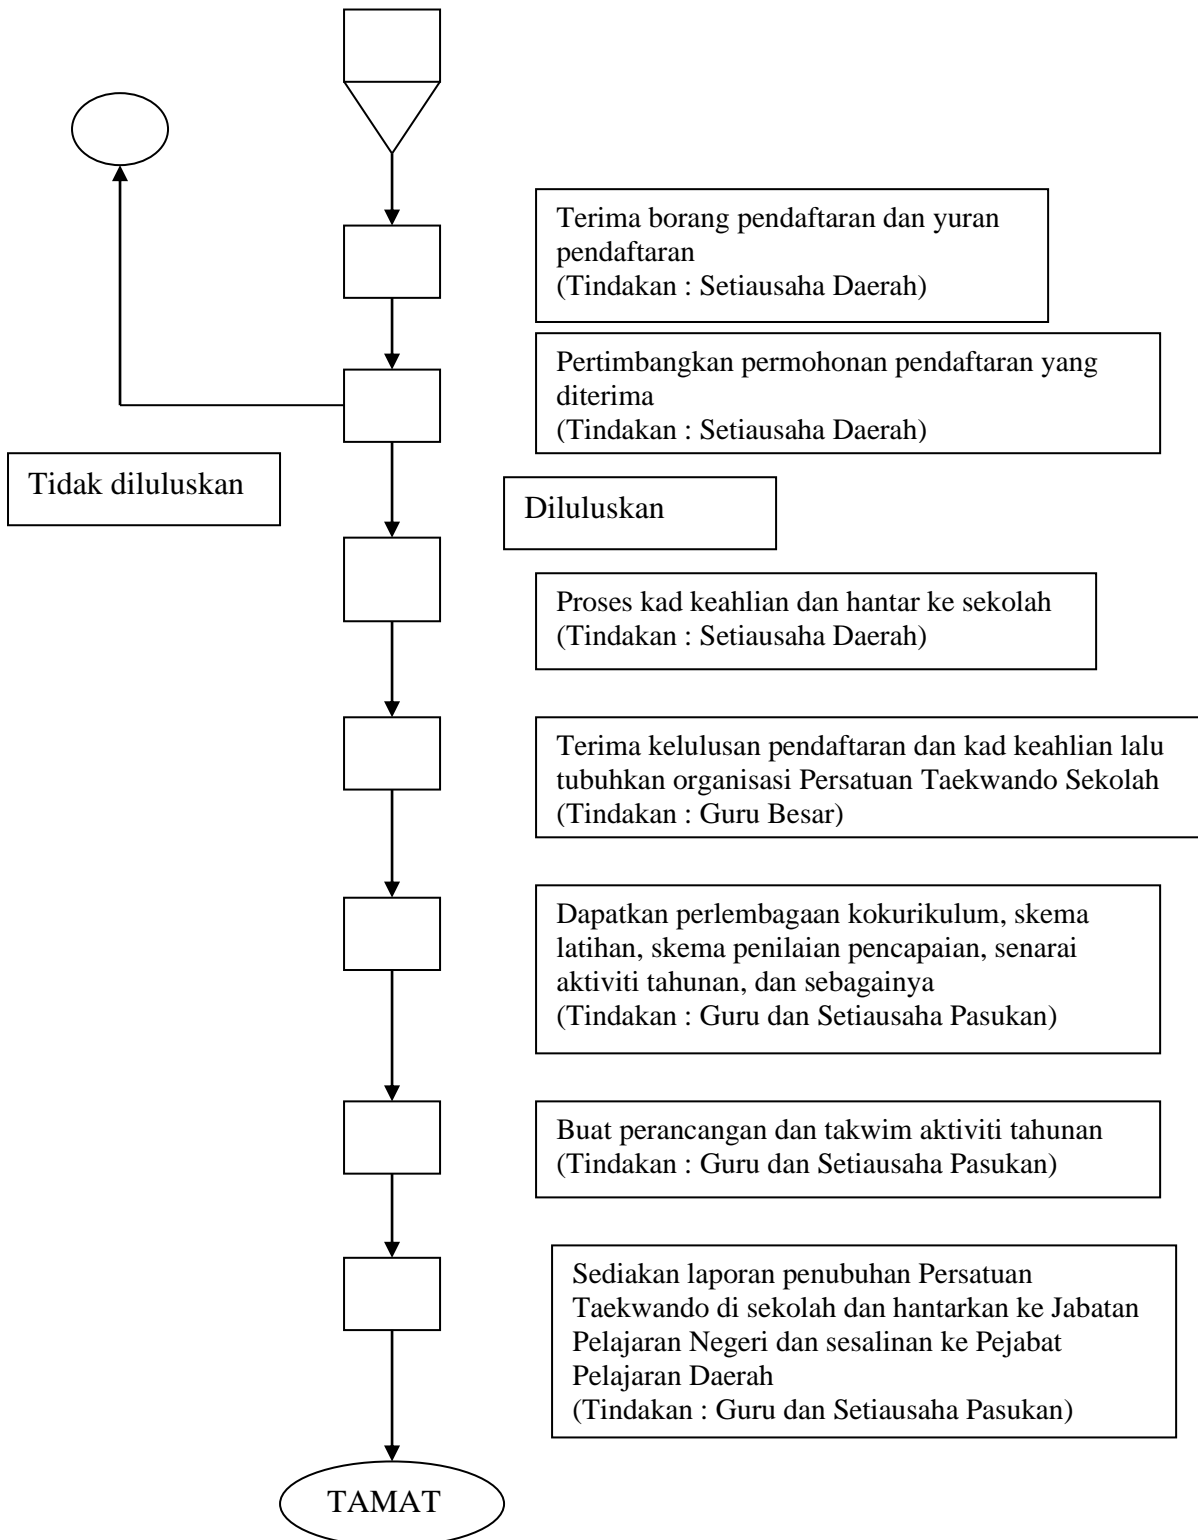 Terima borang pendaftaran dan yuran
pendaftaran
(Tindakan : Setiausaha Daerah)
Pertimbangkan permohonan pendaftaran yang
diterima
(Tindakan : Setiausaha Daerah)
Tidak diluluskan
Diluluskan
Proses kad keahlian dan hantar ke sekolah
(Tindakan : Setiausaha Daerah)
Terima kelulusan pendaftaran dan kad keahlian lalu
tubuhkan organisasi Persatuan Taekwando Sekolah
(Tindakan : Guru Besar)
Dapatkan perlembagaan kokurikulum, skema
latihan, skema penilaian pencapaian, senarai
aktiviti tahunan, dan sebagainya
(Tindakan : Guru dan Setiausaha Pasukan)
Buat perancangan dan takwim aktiviti tahunan
(Tindakan : Guru dan Setiausaha Pasukan)
Sediakan laporan penubuhan Persatuan
Taekwando di sekolah dan hantarkan ke Jabatan
Pelajaran Negeri dan sesalinan ke Pejabat
Pelajaran Daerah
(Tindakan : Guru dan Setiausaha Pasukan)
TAMAT